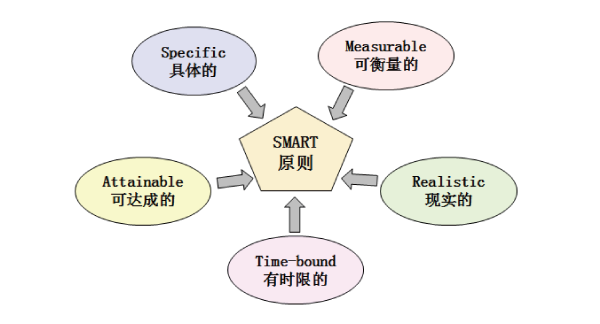 Specific
具体的
Measurable
可衡量的
SMART
原则
Attainable
可达成的
Realistic
现实的
Time-bound
有时限的